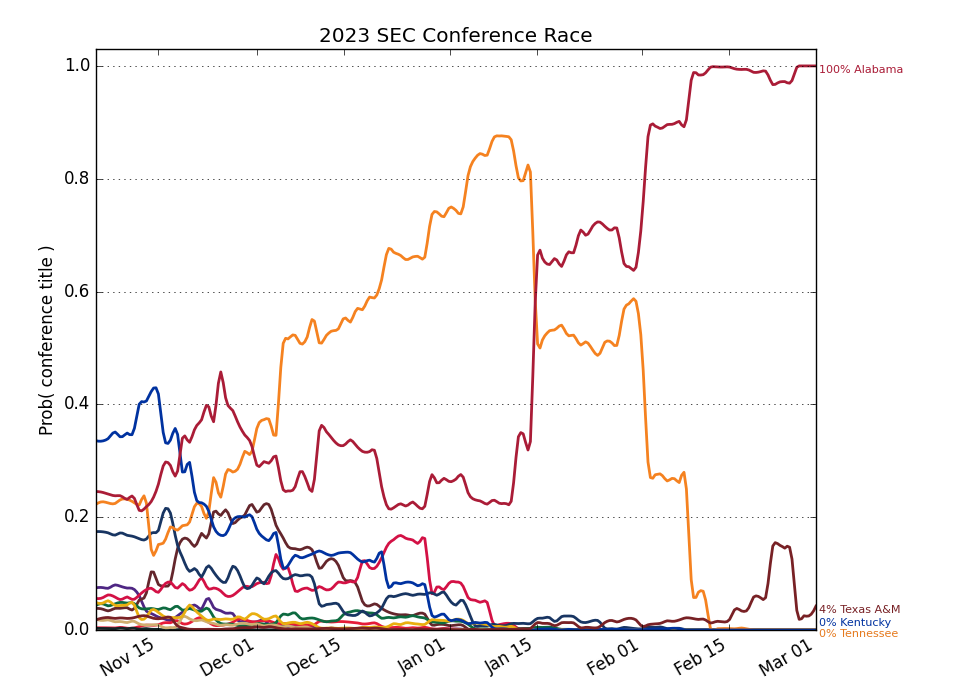 2023 SEC Conference Race
1.0
0.8
0.6
0.4
0.2
0.0
Prob( conference title )
100% Alabama
4% Texas A&M
0% Kentucky
0% Tennessee
Nov 15
Dec 01
Dec 15
Jan 01
Jan 15
Feb 01
Feb 15
Mar 01